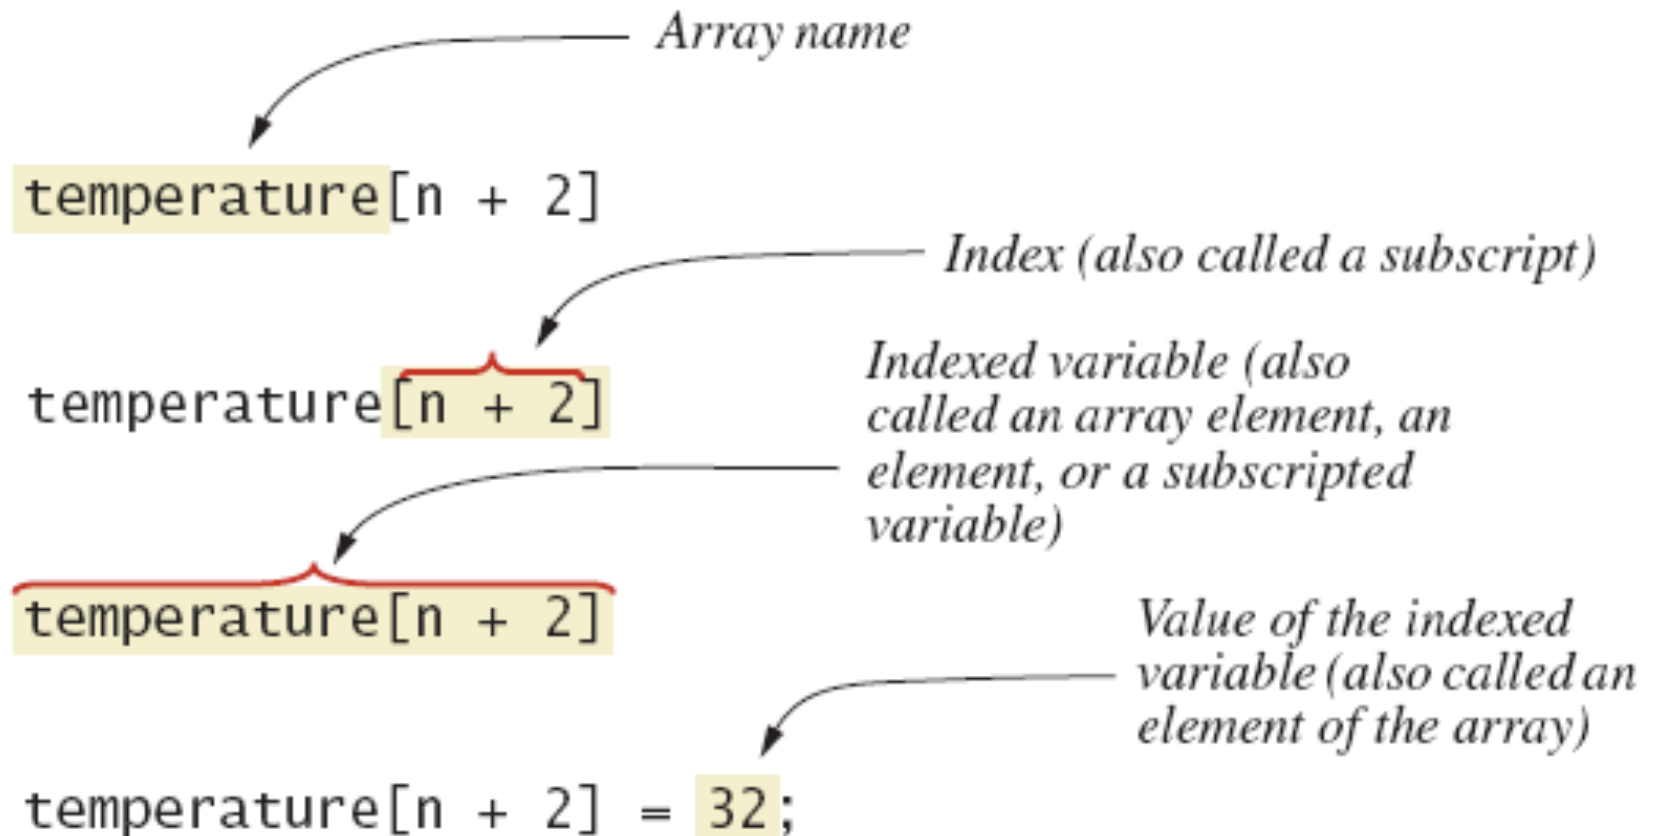 Array name
temperature[n + 2]
Index (also called a subscript)
temperature[n + 2]
Indexed variable (also
called an array element, an
element, or a subscripted
variable)
temperature[n + 2]
Value of the indexed
variable (also called an
element of the array)
temperature[n + 2] = 32;